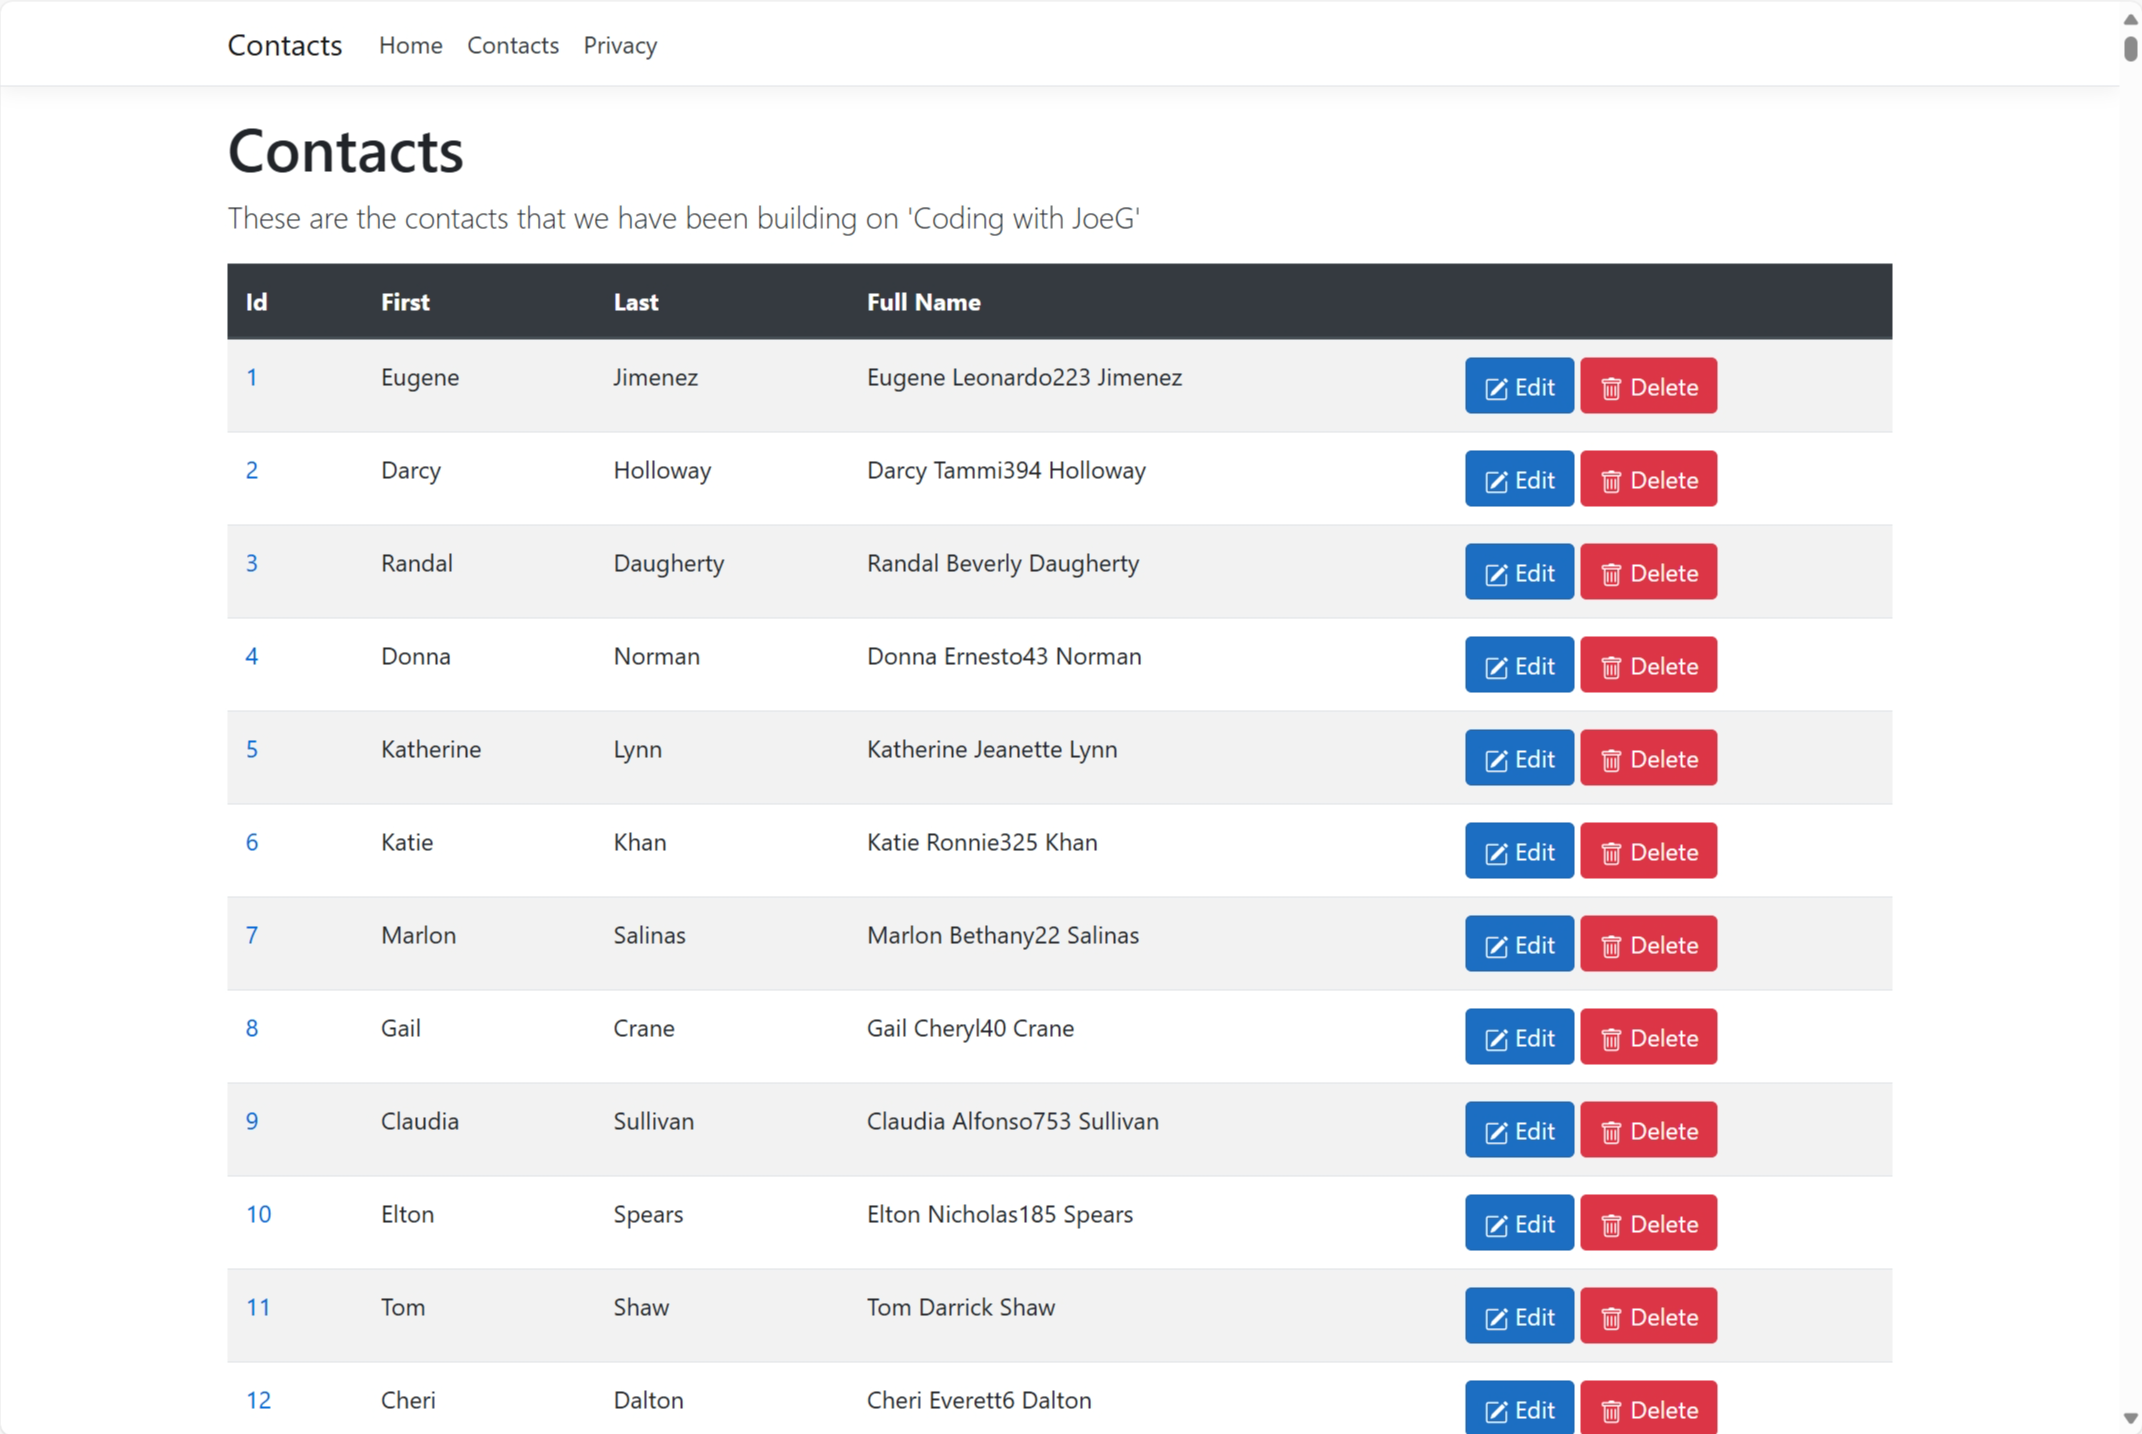 Contacts Home Contacts Privacy
Contacts
These are the contacts that we have been building on 'Coding with JoeG'
Id First Last Full Name
1 Eugene Jimenez Eugene Leonardo223 Jimenez Edit Delete
2 Darcy Holloway Darcy Tammi394 Holloway Edit Delete
3 Randal Daugherty Randal Beverly Daugherty Edit Delete
4 Donna Norman Donna Ernesto43 Norman Edit Delete
5 Katherine Lynn Katherine Jeanette Lynn Edit Delete
6 Katie Khan Katie Ronnie325 Khan Edit Delete
7 Marlon Salinas Marlon Bethany22 Salinas Edit Delete
8 Gail Crane Gail Cheryl40 Crane Edit Delete
9 Claudia Sullivan Claudia Alfonso753 Sullivan Edit Delete
10 Elton Spears Elton Nicholas185 Spears Edit Delete
11 Tom Shaw Tom Darrick Shaw Edit Delete
12 Cheri Dalton Cheri Everett6 Dalton Edit Delete